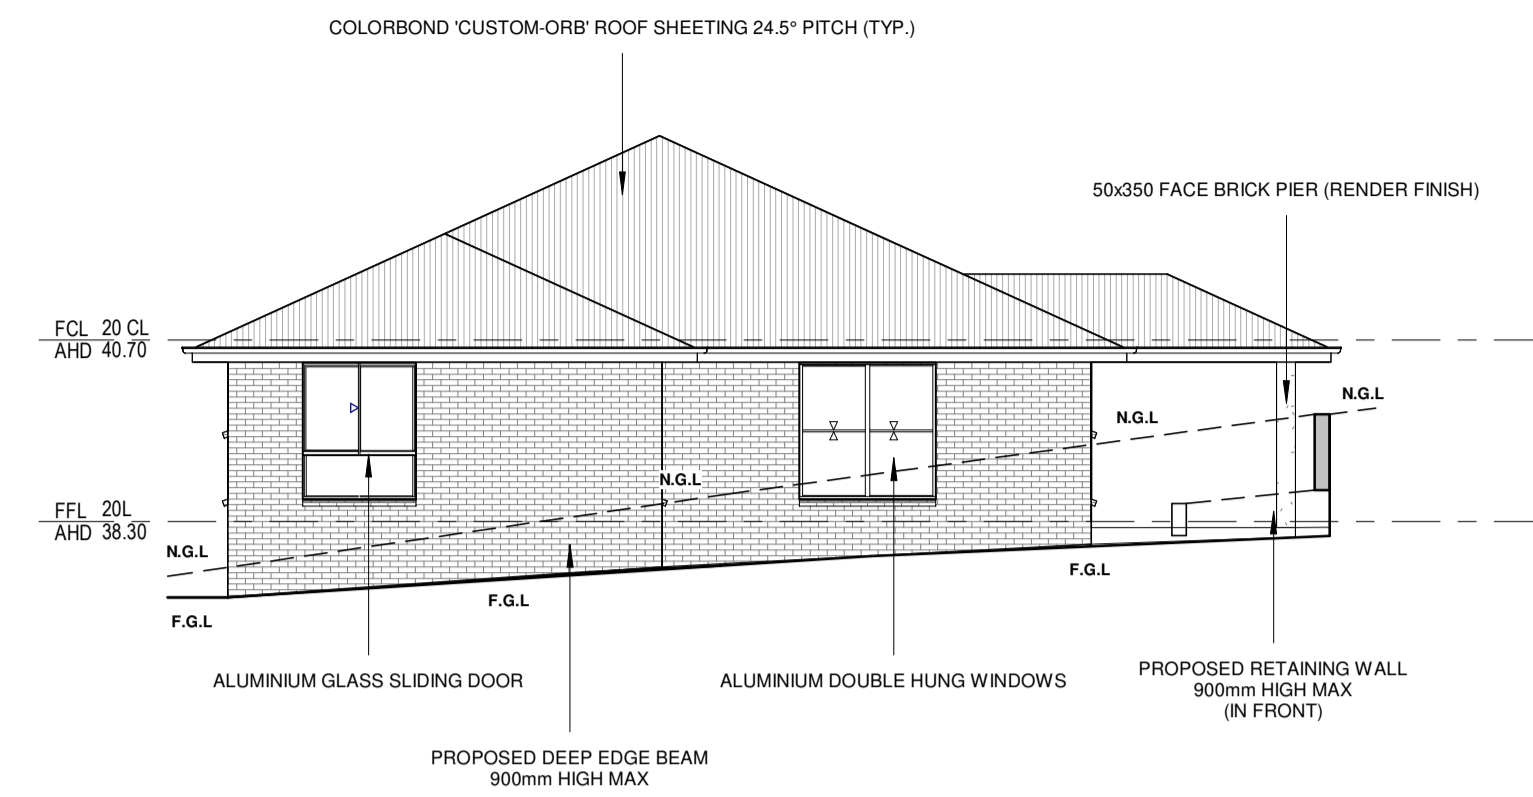 COLORBOND 'CUSTOM-ORB' ROOF SHEETING 24.5° PITCH (TYP.)
50x350 FACE BRICK PIER (RENDER FINISH)
FCL 20 CL
AHD 40.70
N.G.L
N.G.L
N.G.L
FFL 20L
AHD 38.30
N.G.L
F.G.L
F.G.L
F.G.L
ALUMINIUM GLASS SLIDING DOOR
ALUMINIUM DOUBLE HUNG WINDOWS
PROPOSED RETAINING WALL
900mm HIGH MAX
(IN FRONT)
PROPOSED DEEP EDGE BEAM
900mm HIGH MAX